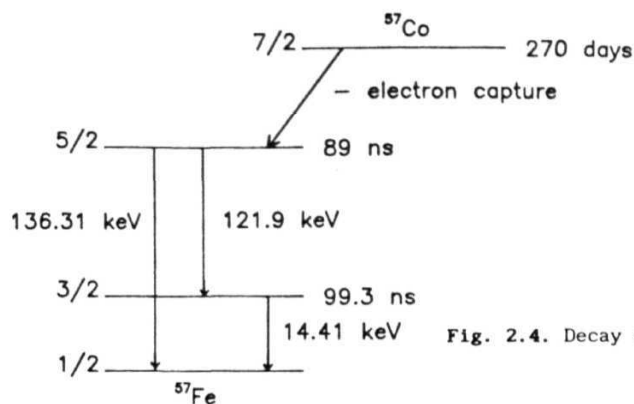 ⁵⁷Co
7/2
270 days
– electron capture
5/2
89 ns
136.31 keV
121.9 keV
3/2
99.3 ns
14.41 keV
Fig. 2.4. Decay
1/2
⁵⁷Fe